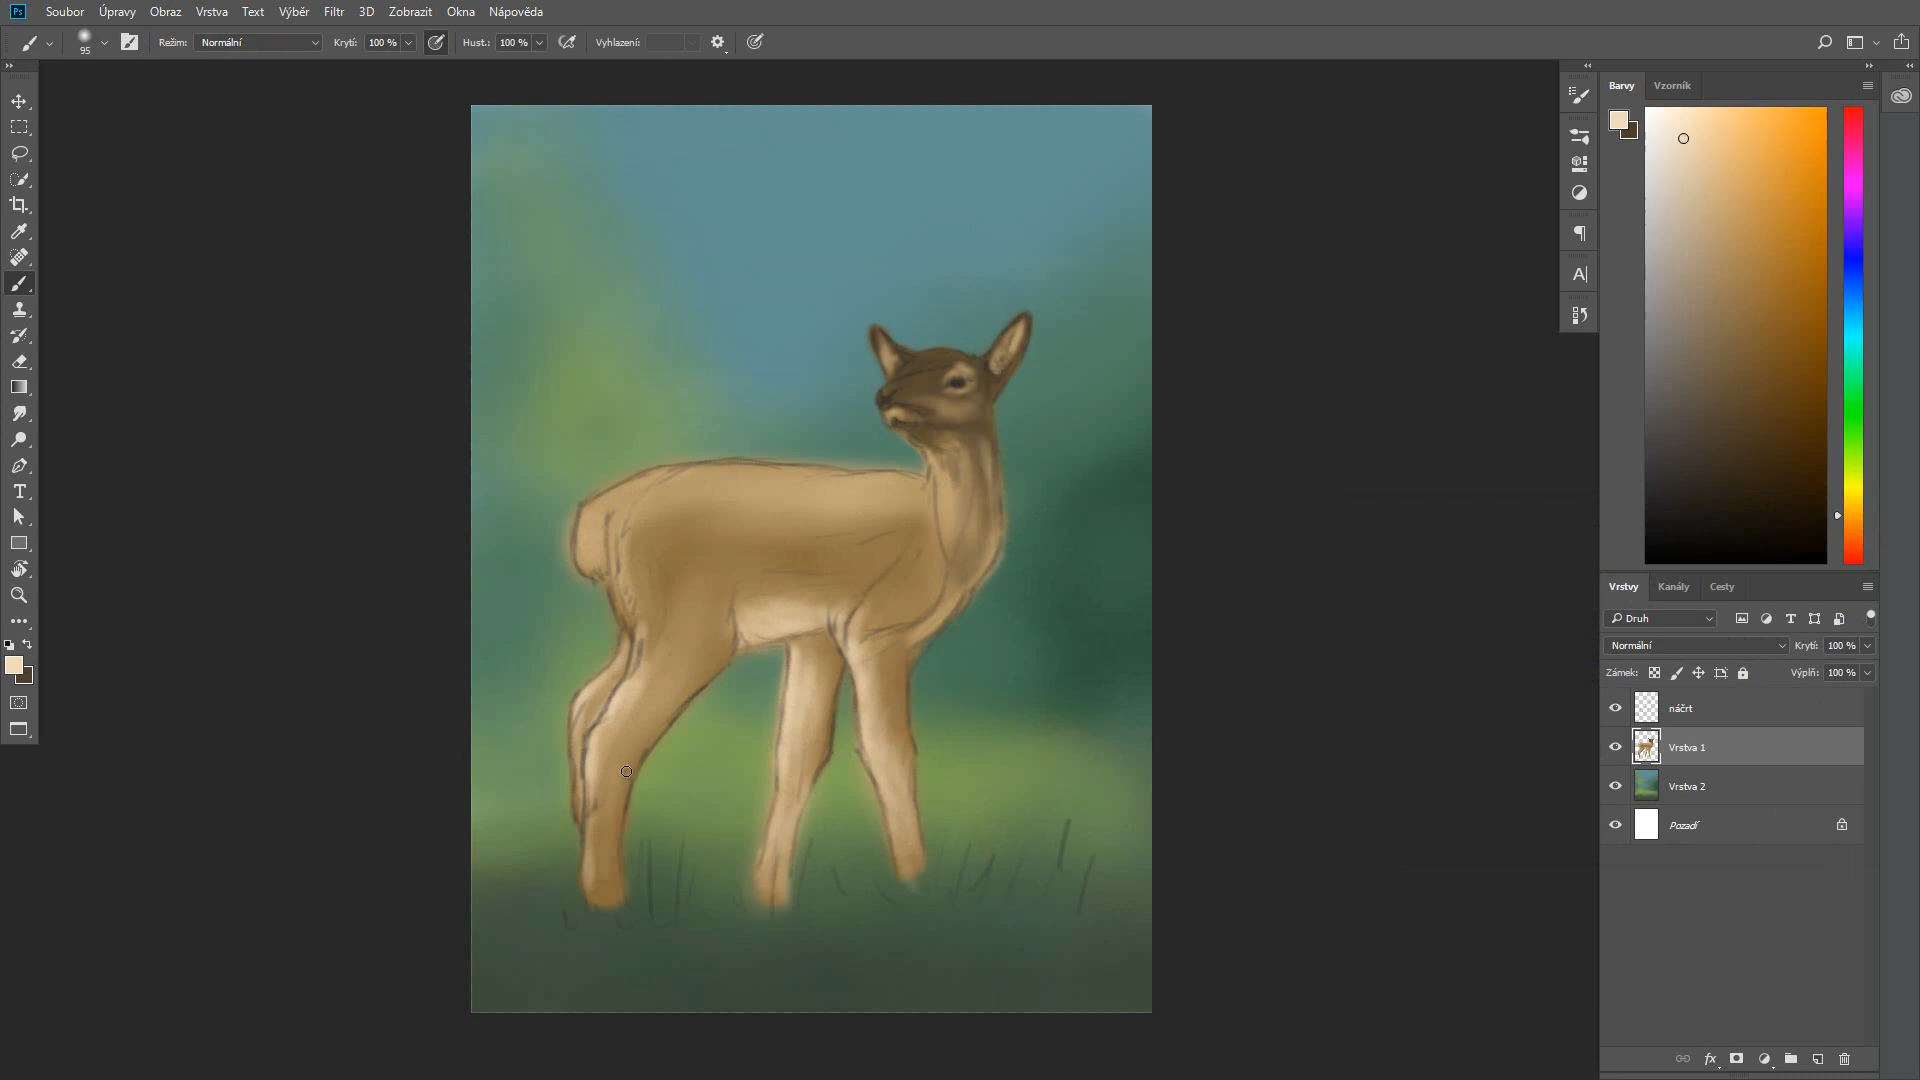 Ps Soubor Úpravy Obraz Vrstva Text Výběr Filtr 3D Zobrazit Okna Nápověda
95 Režim: Normální Krytí: 100 % Hust.: 100 % Vyhlazení:
Barvy Vzorník
Vrstvy Kanály Cesty
Druh
Normální Krytí: 100 %
Zámek: Výplň: 100 %
náčrt
Vrstva 1
Vrstva 2
Pozadí
fx